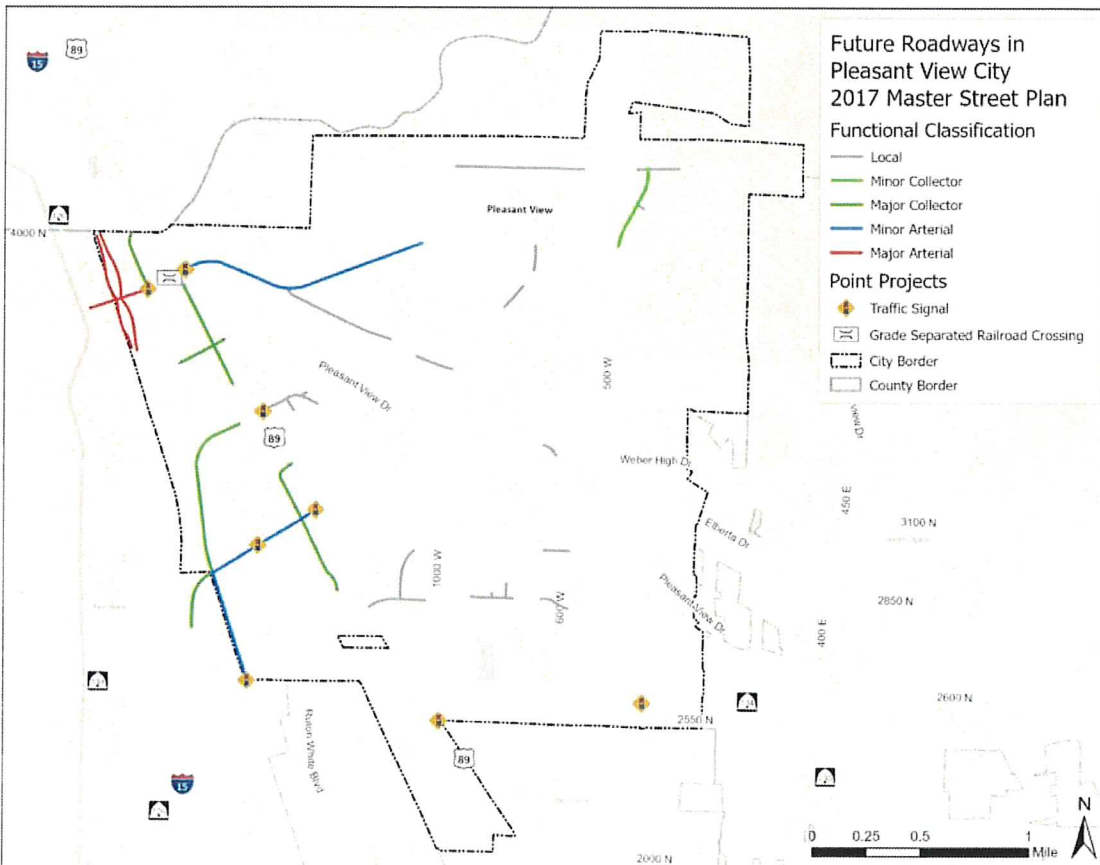 Future Roadways in
Pleasant View City
2017 Master Street Plan
Functional Classification
Local
Minor Collector
Major Collector
Minor Arterial
Major Arterial
Point Projects
Traffic Signal
Grade Separated Railroad Crossing
City Border
County Border
89
15
4000 N
Pleasant View
Pleasant View Dr
500 W
89
Weber High Dr
view Dr
450 E
3100 N
Elberta Dr
1000 W
600 W
Pleasant View Dr
2850 N
400 E
2600 N
2550 N
Rulon White Blvd
89
15
2000 N
N
0 0.25 0.5 1
Mile